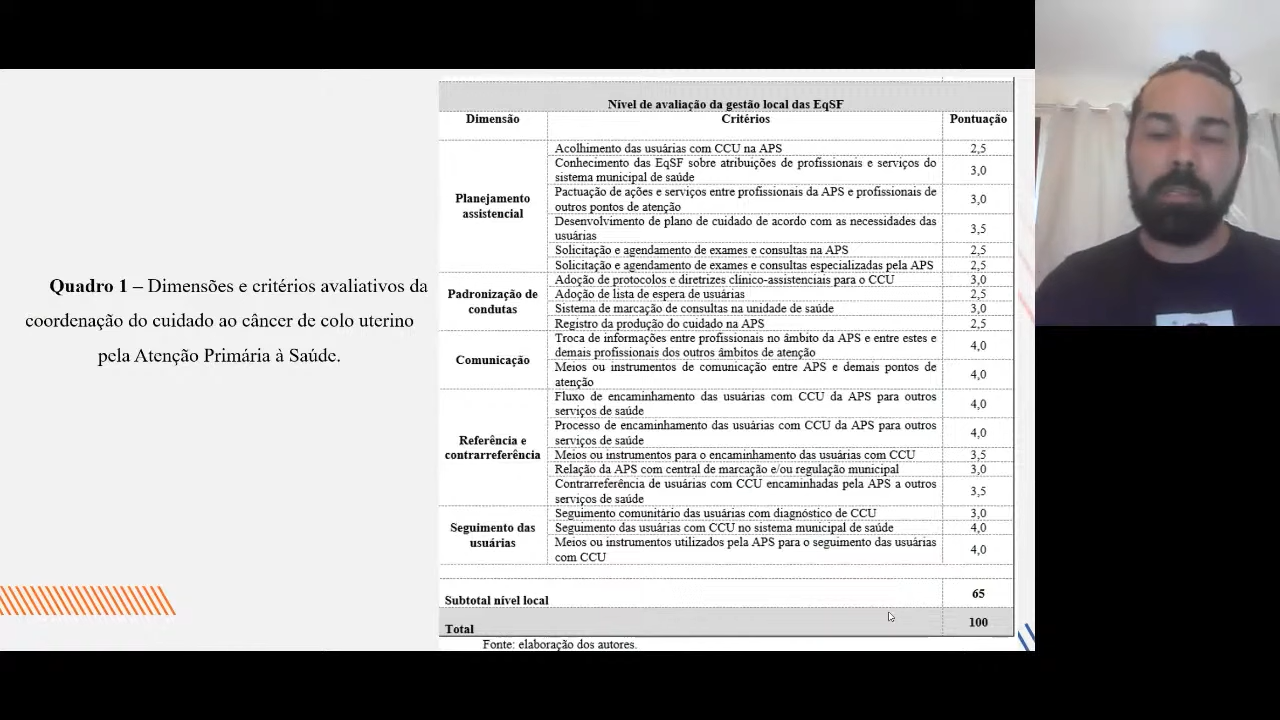 Quadro 1 – Dimensões e critérios avaliativos da
coordenação do cuidado ao câncer de colo uterino
pela Atenção Primária à Saúde.
Nível de avaliação da gestão local das EqSF
Dimensão Critérios Pontuação
Planejamento
assistencial
Acolhimento das usuárias com CCU na APS 2,5
Conhecimento das EqSF sobre atribuições de profissionais e serviços do
sistema municipal de saúde 3,0
Pactuação de ações e serviços entre profissionais da APS e profissionais de
outros pontos de atenção 3,0
Desenvolvimento de plano de cuidado de acordo com as necessidades das
usuárias 3,5
Solicitação e agendamento de exames e consultas na APS 2,5
Solicitação e agendamento de exames e consultas especializadas pela APS 2,5
Padronização de
condutas
Adoção de protocolos e diretrizes clínico-assistenciais para o CCU 3,0
Adoção de lista de espera de usuárias 2,5
Sistema de marcação de consultas na unidade de saúde 3,0
Registro da produção do cuidado na APS 2,5
Comunicação
Troca de informações entre profissionais no âmbito da APS e entre estes e
demais profissionais dos outros âmbitos de atenção 4,0
Meios ou instrumentos de comunicação entre APS e demais pontos de
atenção 4,0
Referência e
contrarreferência
Fluxo de encaminhamento das usuárias com CCU da APS para outros
serviços de saúde 4,0
Processo de encaminhamento das usuárias com CCU da APS para outros
serviços de saúde 4,0
Meios ou instrumentos para o encaminhamento das usuárias com CCU 3,5
Relação da APS com central de marcação e/ou regulação municipal 3,0
Contrarreferência de usuárias com CCU encaminhadas pela APS a outros
serviços de saúde 3,5
Seguimento das
usuárias
Seguimento comunitário das usuárias com diagnóstico de CCU 3,0
Seguimento das usuárias com CCU no sistema municipal de saúde 4,0
Meios ou instrumentos utilizados pela APS para o seguimento das usuárias
com CCU 4,0
Subtotal nível local 65
Total 100
Fonte: elaboração dos autores.